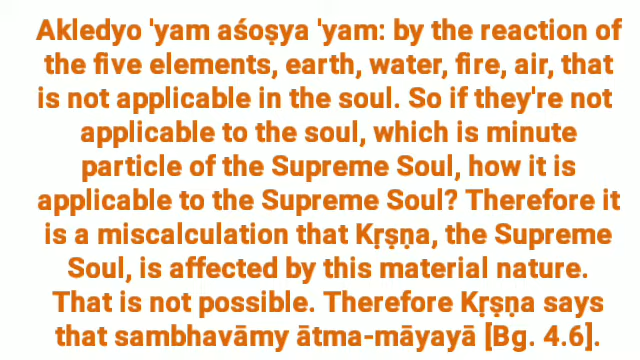 Akledyo 'yam aśoṣya 'yam: by the reaction of
the five elements, earth, water, fire, air, that
is not applicable in the soul. So if they're not
applicable to the soul, which is minute
particle of the Supreme Soul, how it is
applicable to the Supreme Soul? Therefore it
is a miscalculation that Kṛṣṇa, the Supreme
Soul, is affected by this material nature.
That is not possible. Therefore Kṛṣṇa says
that sambhavāmy ātma-māyayā [Bg. 4.6].